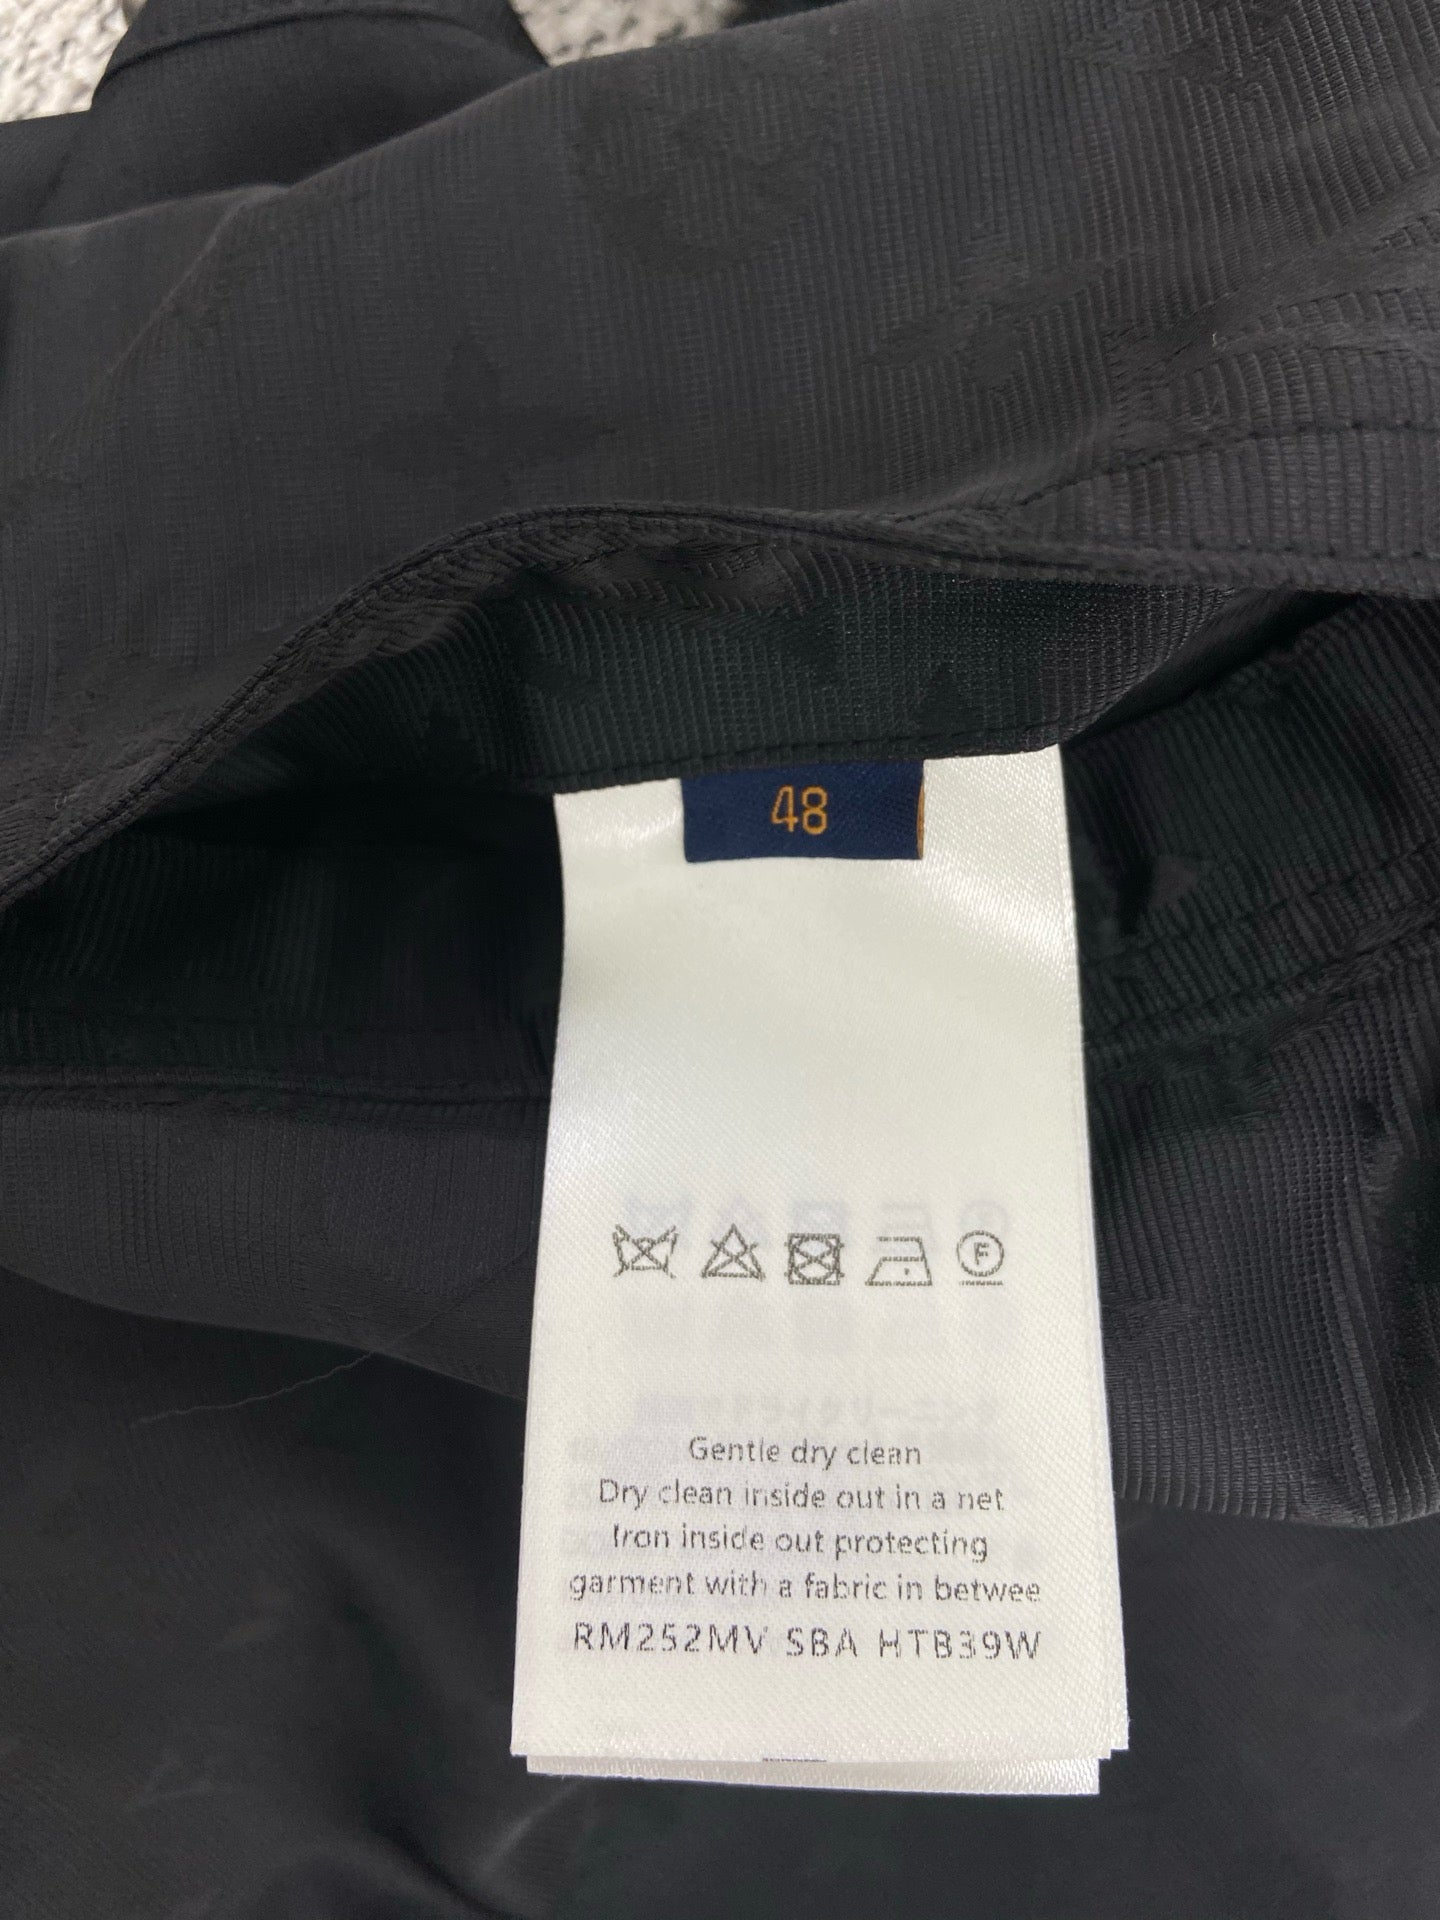 48
F
Gentle dry clean
Dry clean inside out in a net
Iron inside out protecting
garment with a fabric in betwee
RM252MV SBA HTB39W